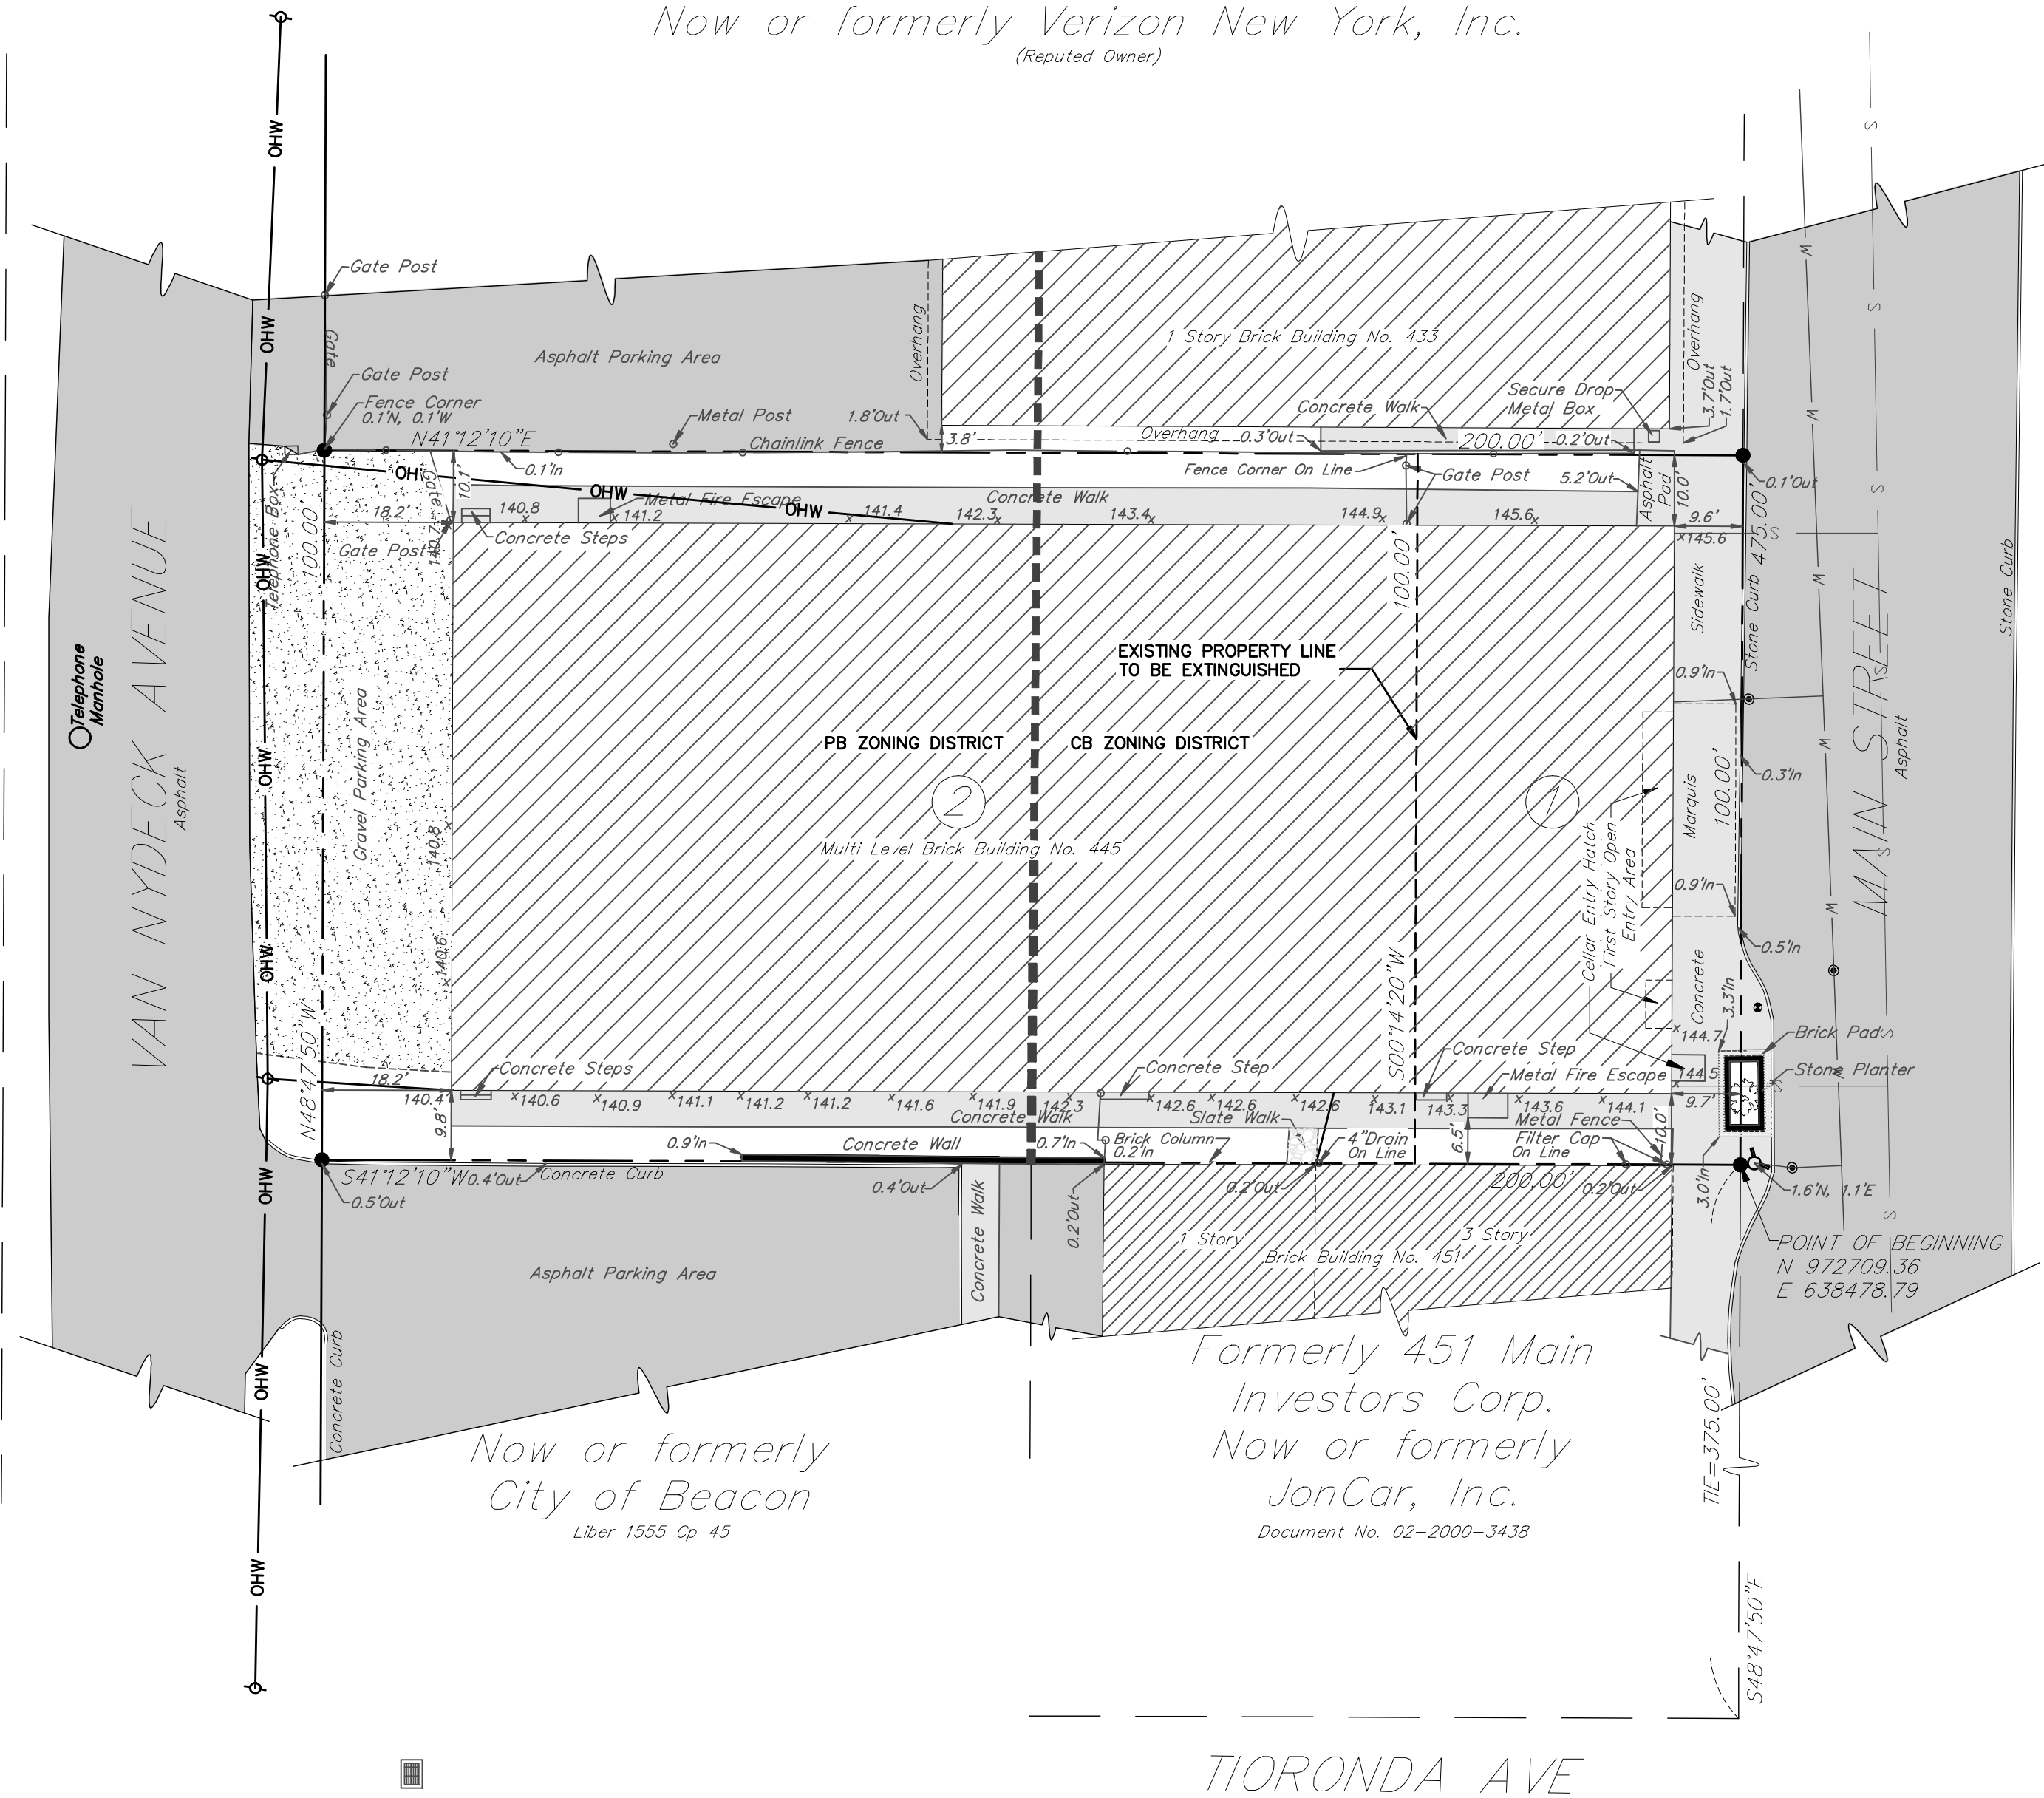 Now or formerly Verizon New York, Inc.
(Reputed Owner)
OHW
OHW
OHW
Gate Post
Gate
Asphalt Parking Area
Overhang
1 Story Brick Building No. 433
Overhang
3.7'Out
1.7'Out
Gate Post
Fence Corner
0.1'N, 0.1'W
Metal Post
1.8'Out
Secure Drop
Metal Box
Concrete Walk
N41°12'10"E
Chainlink Fence
3.8'
Overhang
0.3'Out
200.00'
0.2'Out
0.1'In
Fence Corner On Line
Gate Post
5.2'Out
Asphalt
Pad
10.0'
0.1'Out
Telephone Box
Gate
10.1'
OHW
Metal Fire Escape
OHW
Concrete Walk
18.2'
140.8
141.2
141.4
142.3
143.4
144.9
145.6
9.6'
145.6
Concrete Steps
Gate Post
140.7
100.00'
100.00'
Stone Curb 475.00'
S
Sidewalk
Stone Curb
VAN NYDECK AVENUE
Asphalt
Telephone
Manhole
OHW
OHW
OHW
Gravel Parking Area
EXISTING PROPERTY LINE
TO BE EXTINGUISHED
PB ZONING DISTRICT
CB ZONING DISTRICT
2
1
Multi Level Brick Building No. 445
0.9'In
Marquis
100.00'
0.3'In
0.9'In
0.5'In
MAIN STREET
Asphalt
Cellar Entry Hatch
First Story Open
Entry Area
Concrete
3.3'In
140.8
140.6
N48°47'50"W
S00°14'20"W
144.7
Brick Pad
144.5
Stone Planter
Concrete Steps
Concrete Step
Concrete Step
Metal Fire Escape
18.2'
140.4
140.6
140.9
141.1
141.2
141.2
141.6
141.9
142.3
142.6
142.6
142.6
143.1
143.3
143.6
144.1
9.7'
Concrete Walk
Slate Walk
Metal Fence
9.8'
6.5'
10.0'
0.9'In
Concrete Wall
0.7'In
Brick Column
0.2'In
4"Drain
On Line
Filter Cap
On Line
S41°12'10"W
0.4'Out
Concrete Curb
0.4'Out
0.2'Out
200.00'
0.2'Out
3.0'In
1.6'N, 1.1'E
0.5'Out
OHW
0.2'Out
Concrete Walk
1 Story
3 Story
Brick Building No. 451
Asphalt Parking Area
POINT OF BEGINNING
N 972709.36
E 638478.79
OHW
Concrete Curb
Formerly 451 Main
Investors Corp.
Now or formerly
JonCar, Inc.
Document No. 02-2000-3438
Now or formerly
City of Beacon
Liber 1555 Cp 45
TIE=375.00'
OHW
S48°47'50"E
TIORONDA AVE